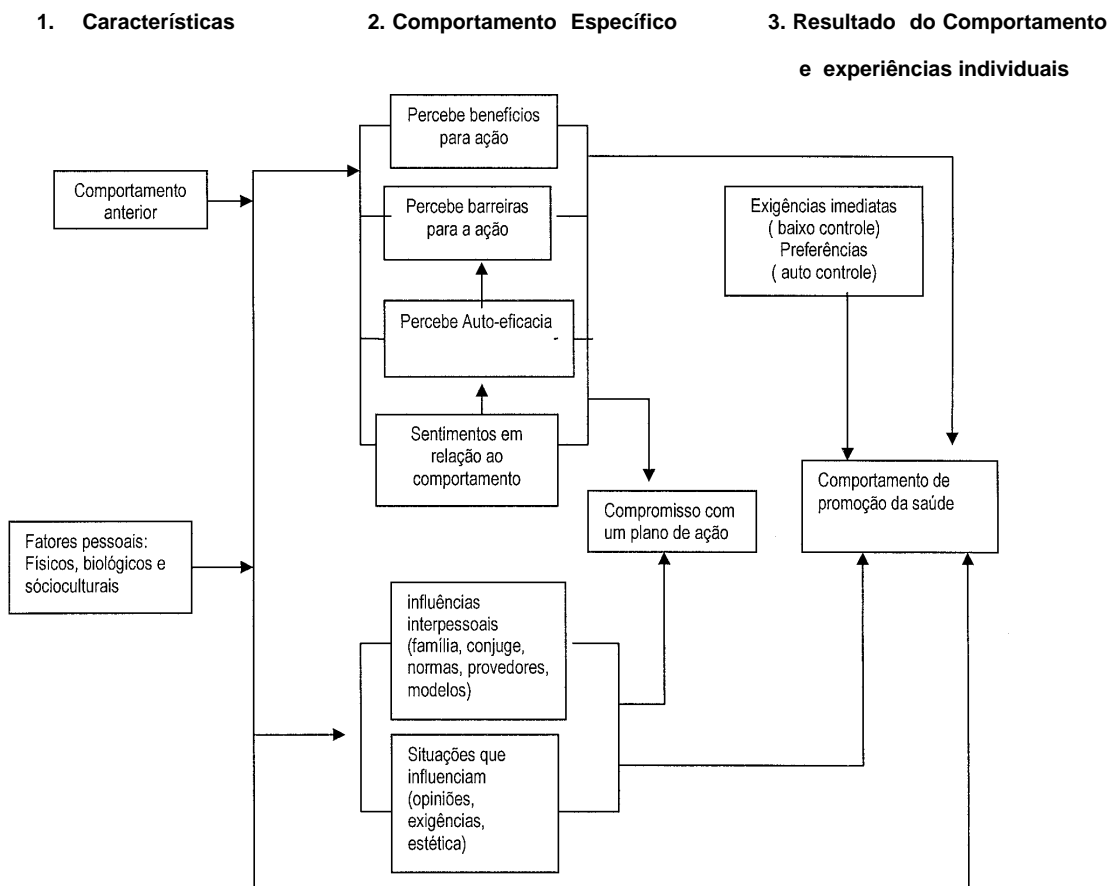 1. Características
2. Comportamento Específico
3. Resultado do Comportamento
e experiências individuais
Percebe benefícios
para ação
Comportamento
anterior
Percebe barreiras
para a ação
Exigências imediatas
( baixo controle)
Preferências
( auto controle)
Percebe Auto-eficacia
Sentimentos em
relação ao
comportamento
Comportamento de
promoção da saúde
Compromisso com
um plano de ação
Fatores pessoais:
Físicos, biológicos e
sócioculturais
influências
interpessoais
(família, conjuge,
normas, provedores,
modelos)
Situações que
influenciam
(opiniões,
exigências,
estética)